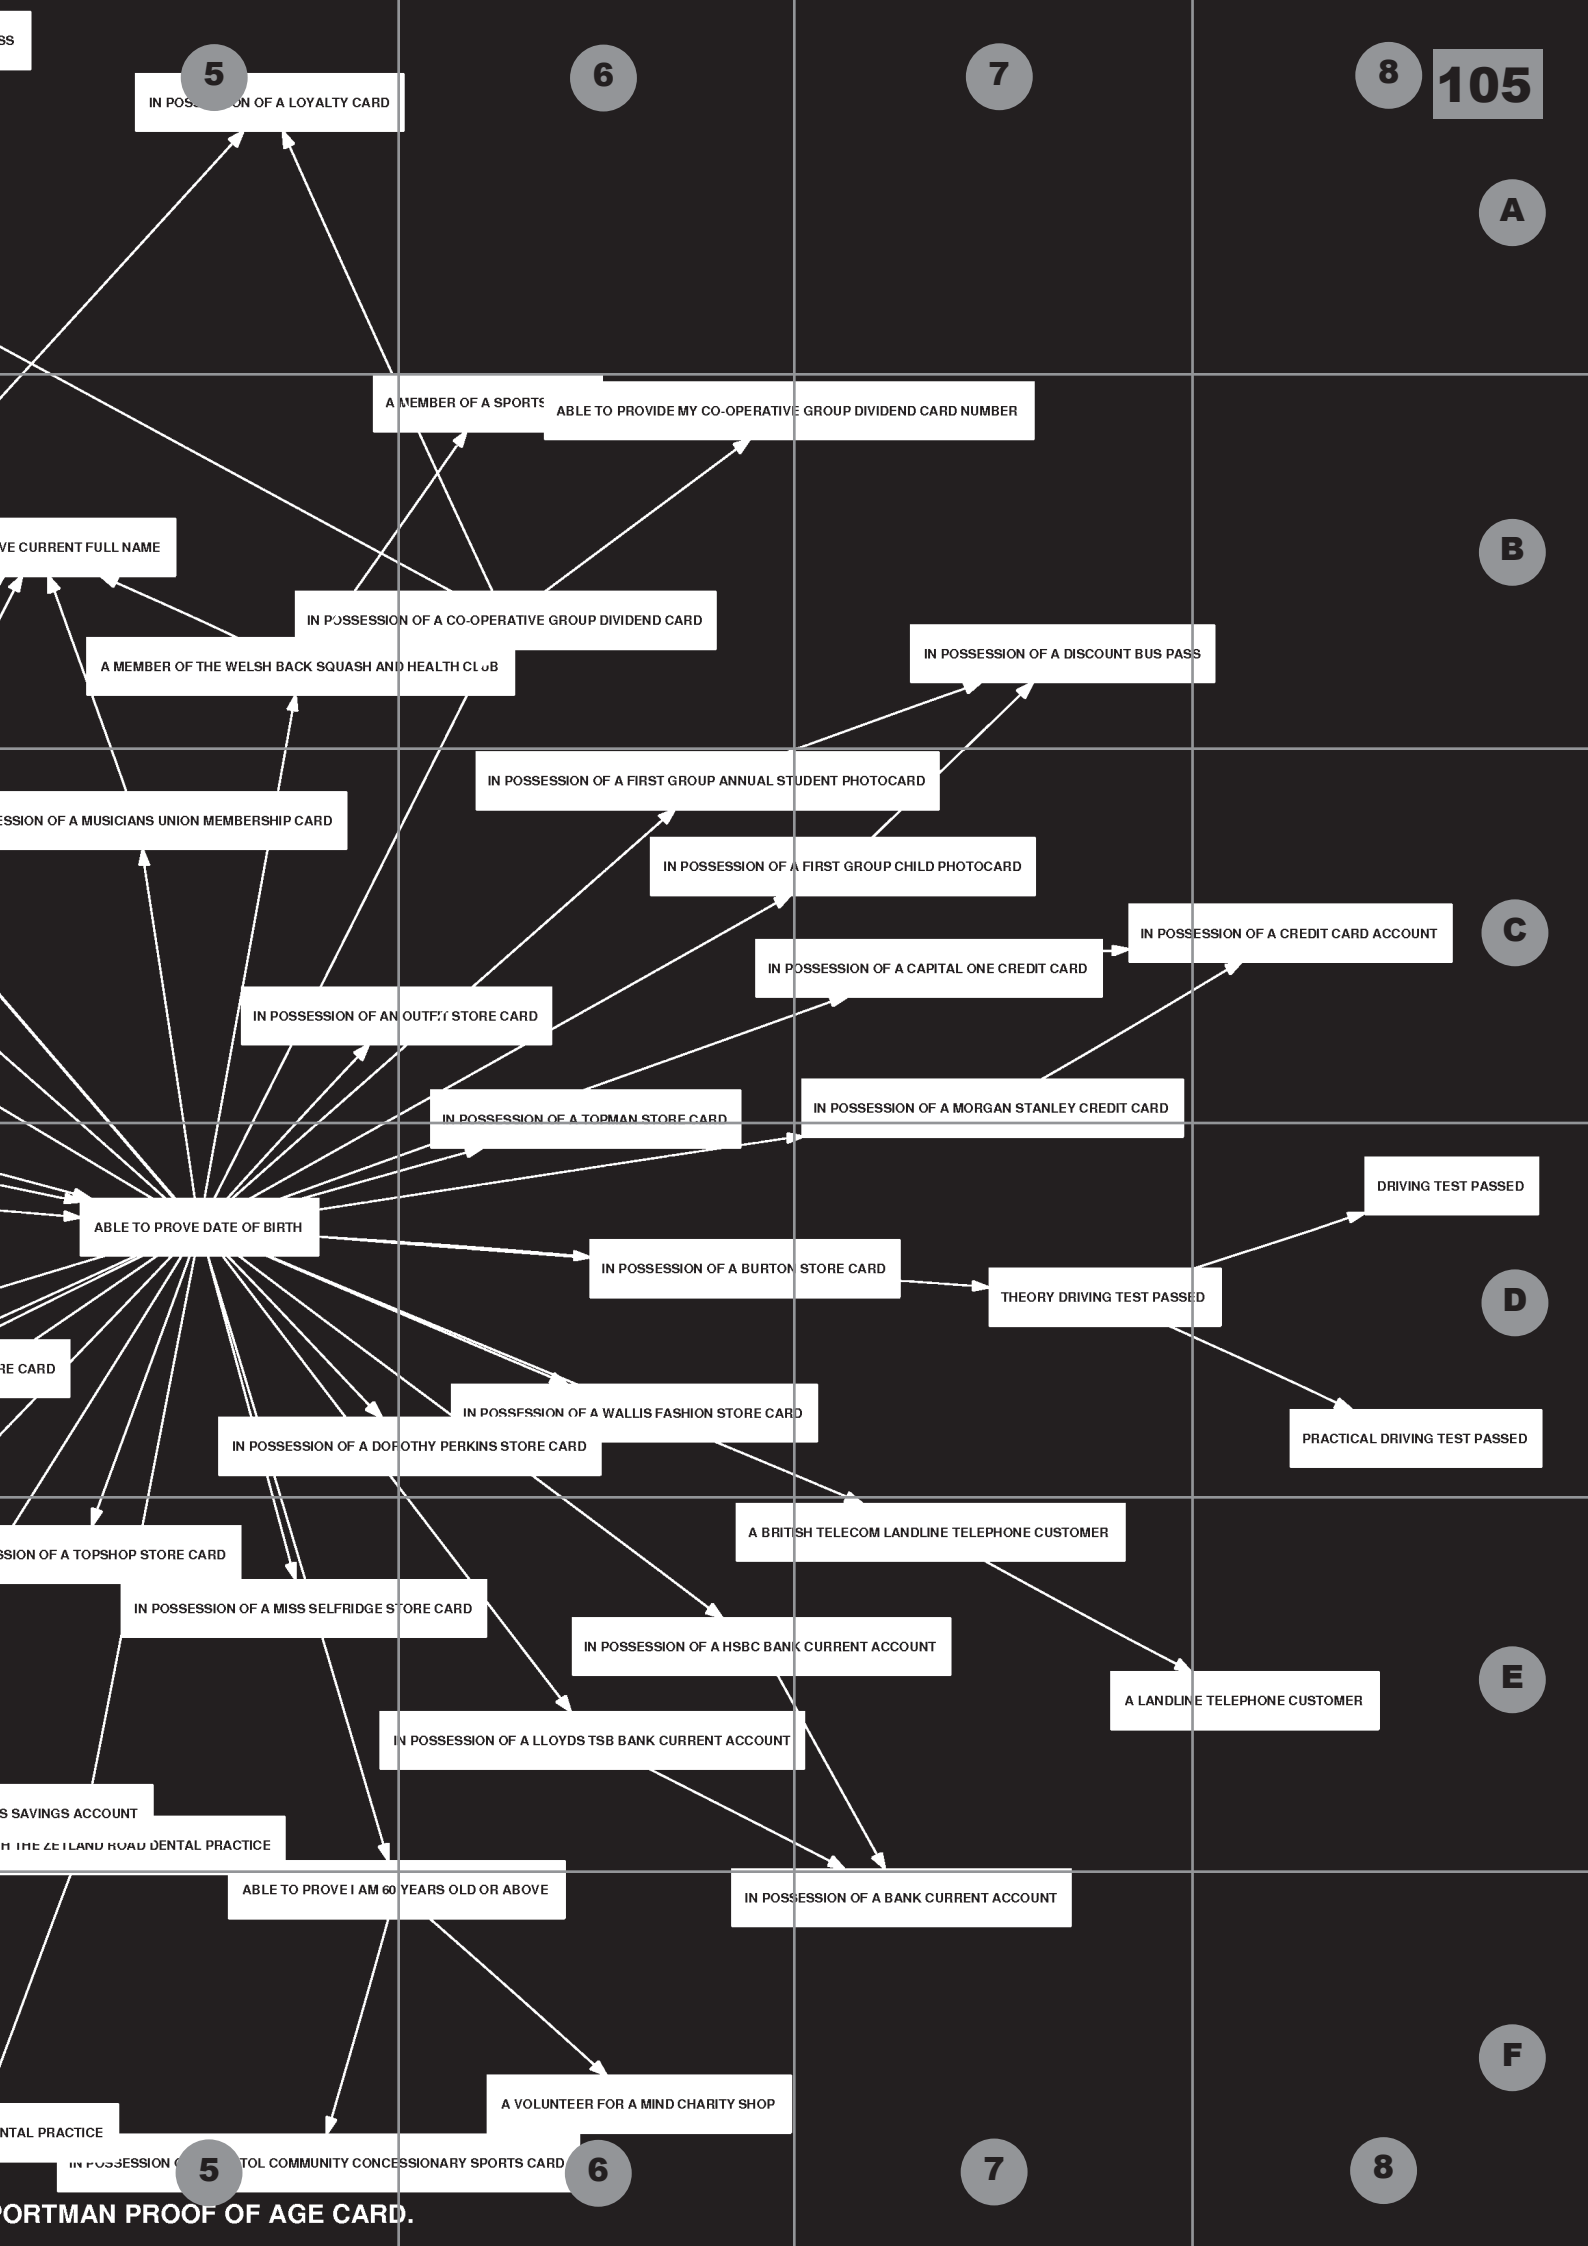 SS
5
6
7
8
105
IN POS ON OF A LOYALTY CARD
A
A MEMBER OF A SPORTS
ABLE TO PROVIDE MY CO-OPERATIVE GROUP DIVIDEND CARD NUMBER
VE CURRENT FULL NAME
B
IN POSSESSION OF A CO-OPERATIVE GROUP DIVIDEND CARD
A MEMBER OF THE WELSH BACK SQUASH AND HEALTH CLUB
IN POSSESSION OF A DISCOUNT BUS PASS
IN POSSESSION OF A FIRST GROUP ANNUAL STUDENT PHOTOCARD
ESSION OF A MUSICIANS UNION MEMBERSHIP CARD
IN POSSESSION OF A FIRST GROUP CHILD PHOTOCARD
IN POSSESSION OF A CREDIT CARD ACCOUNT
C
IN POSSESSION OF A CAPITAL ONE CREDIT CARD
IN POSSESSION OF AN OUTFIT STORE CARD
IN POSSESSION OF A TOPMAN STORE CARD
IN POSSESSION OF A MORGAN STANLEY CREDIT CARD
DRIVING TEST PASSED
ABLE TO PROVE DATE OF BIRTH
IN POSSESSION OF A BURTON STORE CARD
THEORY DRIVING TEST PASSED
D
RE CARD
IN POSSESSION OF A WALLIS FASHION STORE CARD
IN POSSESSION OF A DOROTHY PERKINS STORE CARD
PRACTICAL DRIVING TEST PASSED
A BRITISH TELECOM LANDLINE TELEPHONE CUSTOMER
SSION OF A TOPSHOP STORE CARD
IN POSSESSION OF A MISS SELFRIDGE STORE CARD
IN POSSESSION OF A HSBC BANK CURRENT ACCOUNT
E
A LANDLINE TELEPHONE CUSTOMER
IN POSSESSION OF A LLOYDS TSB BANK CURRENT ACCOUNT
S SAVINGS ACCOUNT
H THE ZETLAND ROAD DENTAL PRACTICE
ABLE TO PROVE I AM 60 YEARS OLD OR ABOVE
IN POSSESSION OF A BANK CURRENT ACCOUNT
F
A VOLUNTEER FOR A MIND CHARITY SHOP
NTAL PRACTICE
IN POSSESSION O TOL COMMUNITY CONCESSIONARY SPORTS CARD
5
6
7
8
PORTMAN PROOF OF AGE CARD.